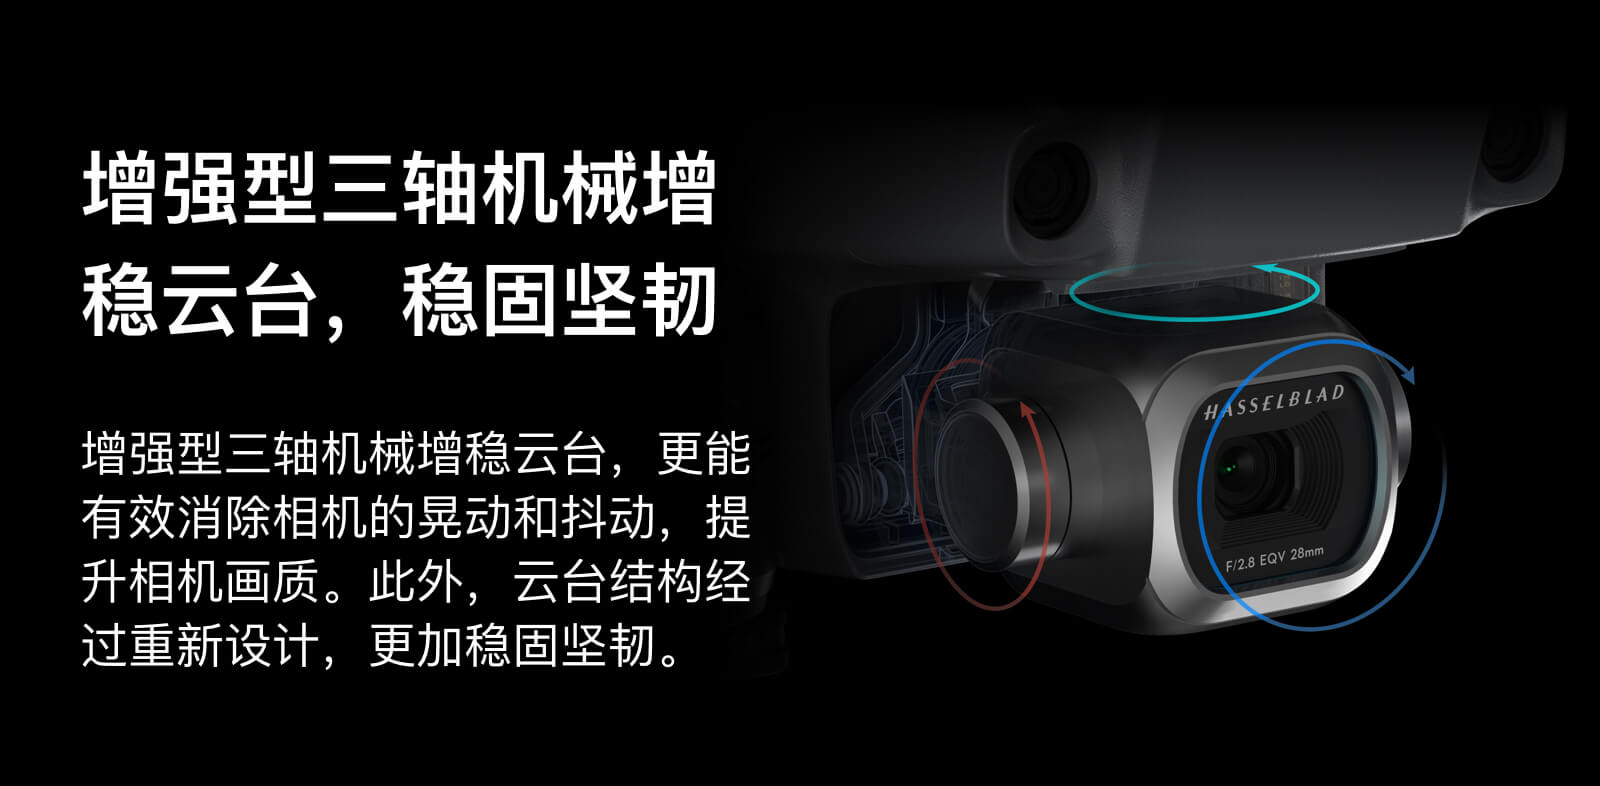 增强型三轴机械增
稳云台，稳固坚韧
增强型三轴机械增稳云台，更能
有效消除相机的晃动和抖动，提
升相机画质。此外，云台结构经
过重新设计，更加稳固坚韧。
HASSELBLAD
F/2.8 EQV 28mm